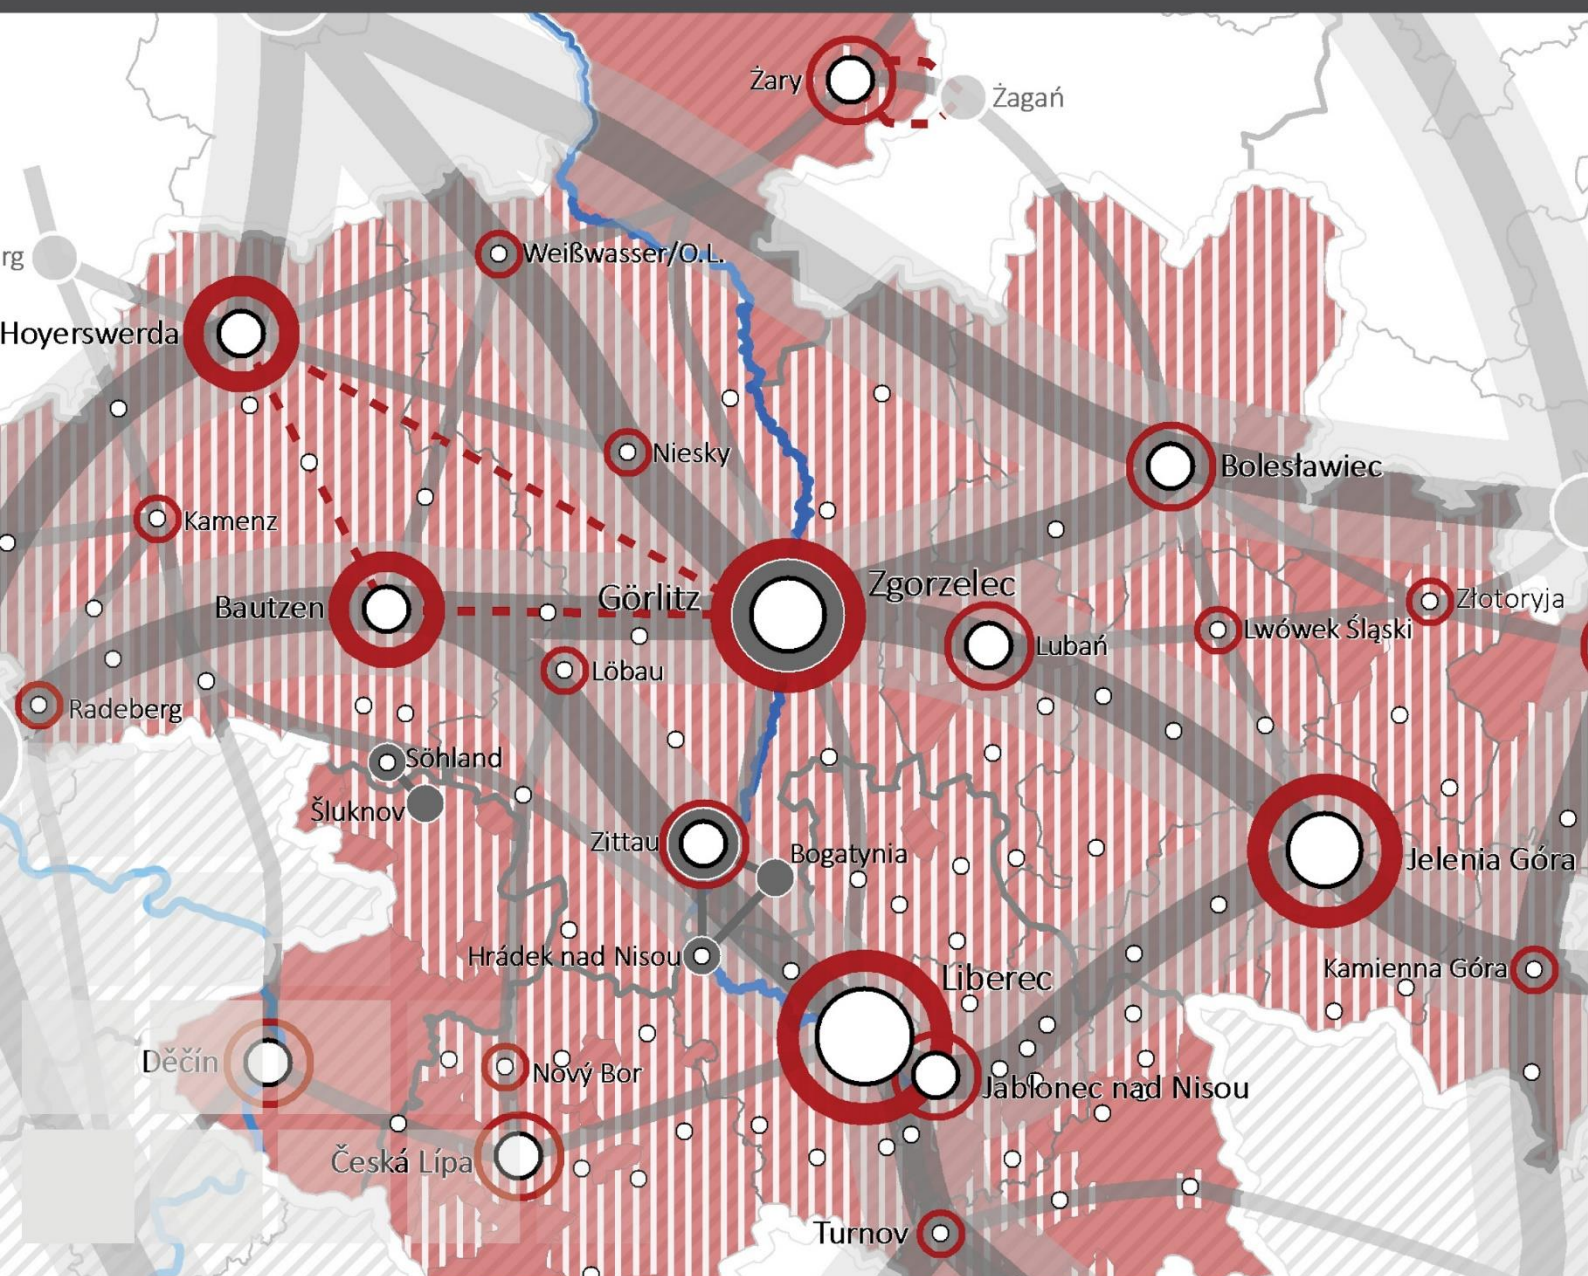 Żary
Żagań
rg
Weißwasser/O.L.
Hoyerswerda
Niesky
Bolesławiec
Kamenz
Görlitz
Zgorzelec
Bautzen
Złotoryja
Lwówek Śląski
Lubań
Löbau
Radeberg
Söhland
Šluknov
Zittau
Bogatynia
Jelenia Góra
Hrádek nad Nisou
Liberec
Kamienna Góra
Děčín
Nový Bor
Jablonec nad Nisou
Česká Lípa
Turnov